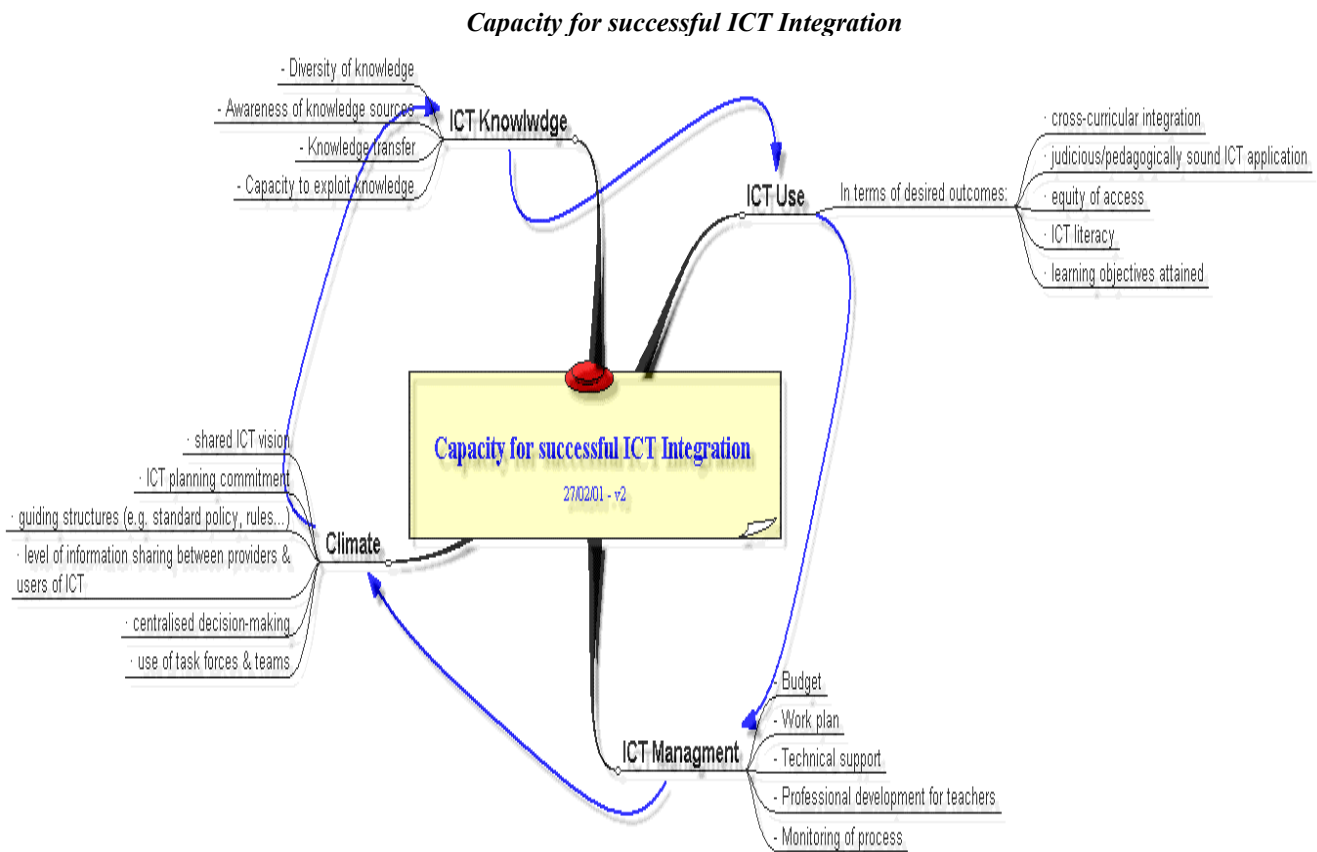 Capacity for successful ICT Integration
- Diversity of knowledge
- Awareness of knowledge sources
- Knowledge transfer
- Capacity to exploit knowledge
ICT Knowlwdge
ICT Use
In terms of desired outcomes:
· cross-curricular integration
· judicious/pedagogically sound ICT application
· equity of access
· ICT literacy
· learning objectives attained
Capacity for successful ICT Integration
27/02/01 - v2
· shared ICT vision
· ICT planning commitment
· guiding structures (e.g. standard policy, rules...)
· level of information sharing between providers &
users of ICT
· centralised decision-making
· use of task forces & teams
Climate
ICT Managment
- Budget
- Work plan
- Technical support
- Professional development for teachers
- Monitoring of process